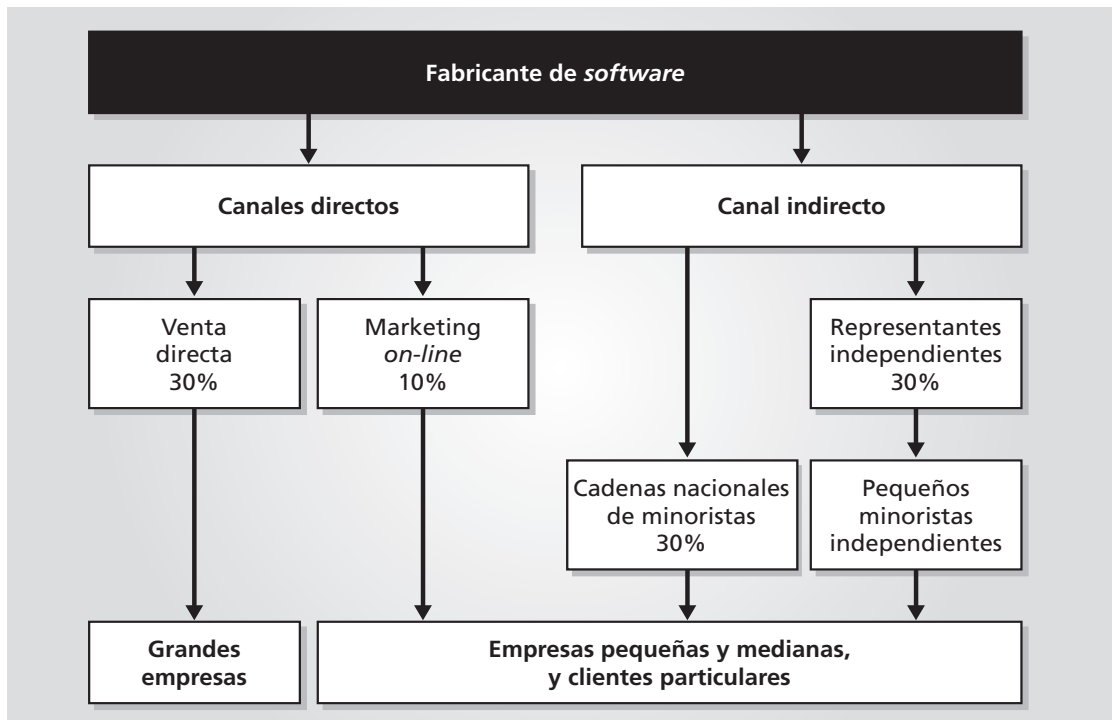 Fabricante de software
Canales directos
Canal indirecto
Venta
directa
30%
Marketing
on-line
10%
Representantes
independientes
30%
Cadenas nacionales
de minoristas
30%
Pequeños
minoristas
independientes
Grandes
empresas
Empresas pequeñas y medianas,
y clientes particulares